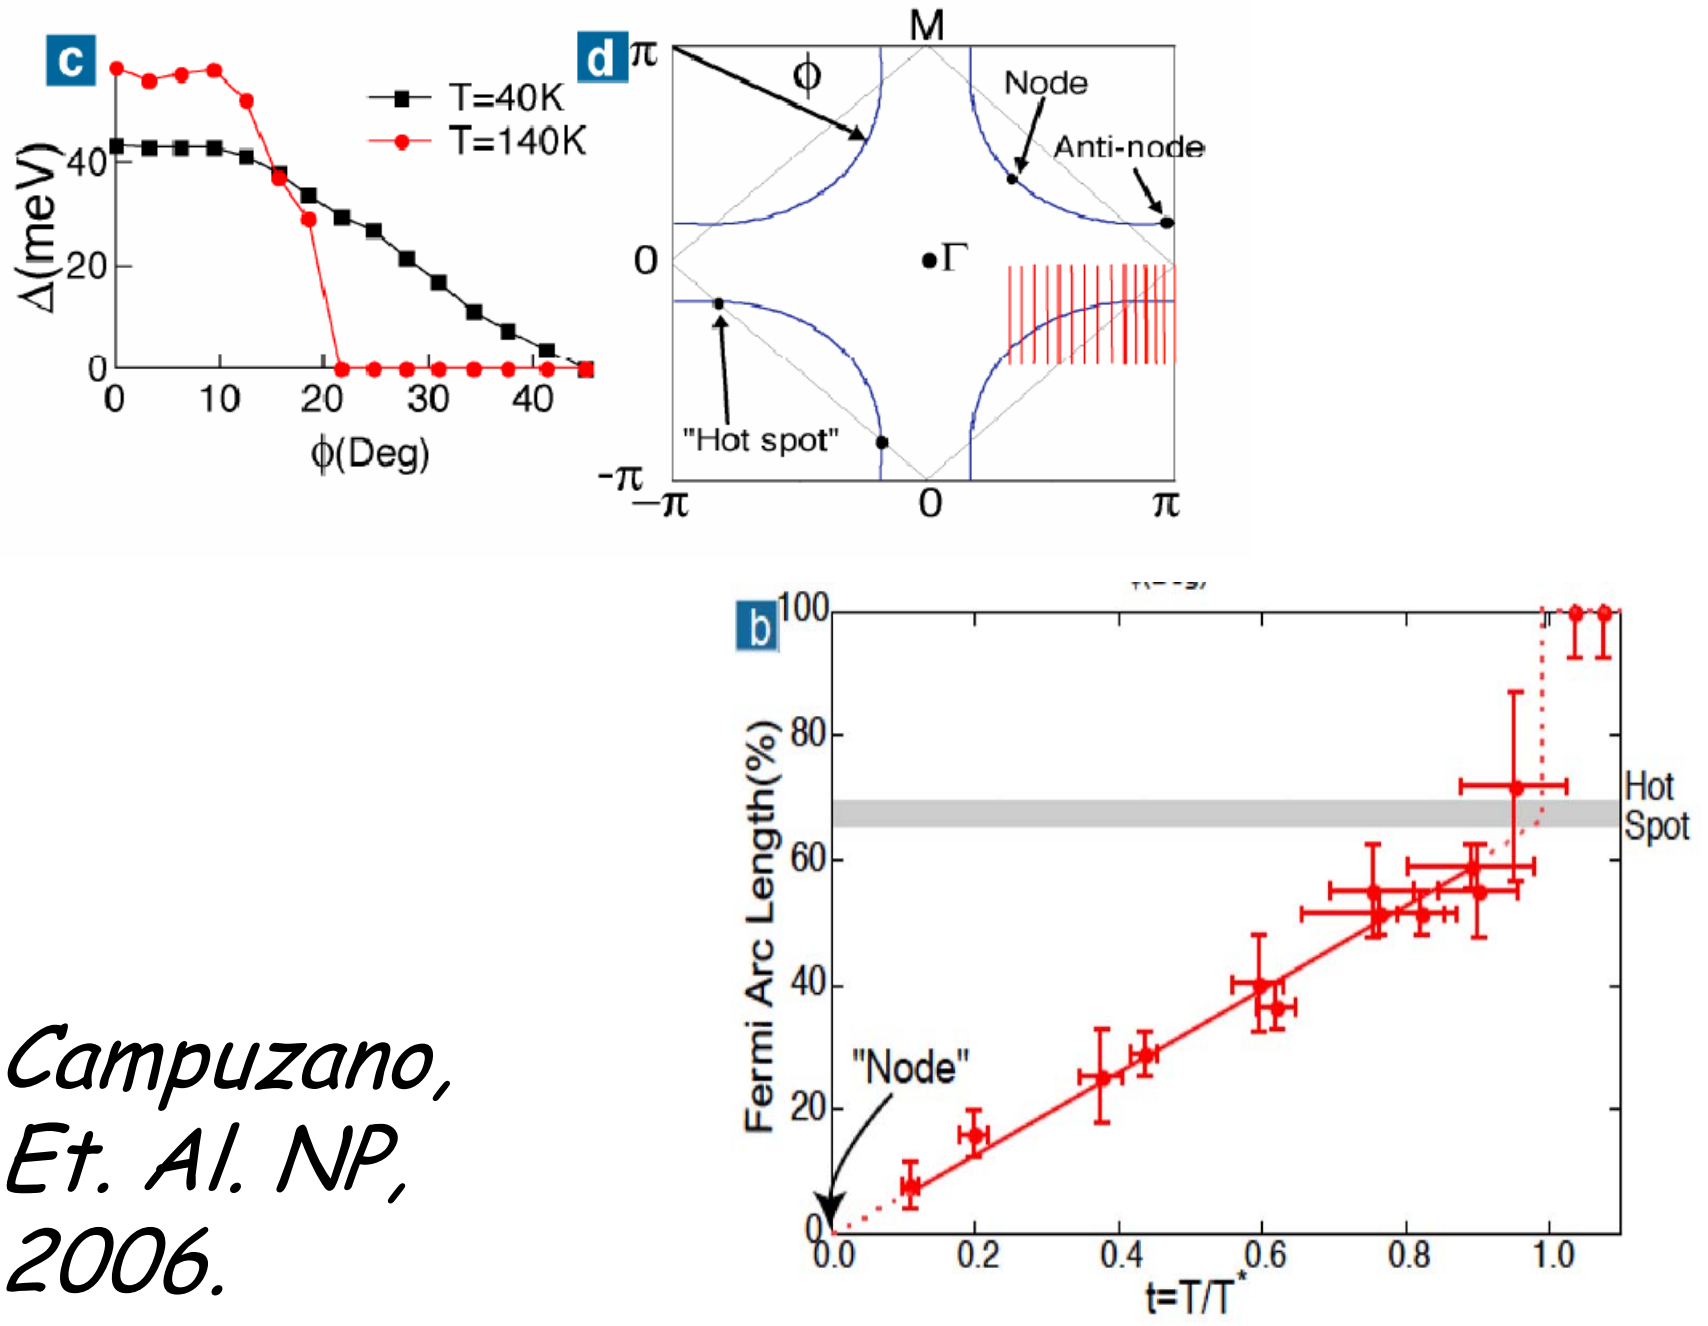 c
T=40K
T=140K
Δ(meV)
40
20
0
0 10 20 30 40
ϕ(Deg)
d
M
π
ϕ
Node
Anti-node
0
Γ
"Hot spot"
-π
−π 0 π
b
100
80
60
40
20
0
Fermi Arc Length(%)
Hot
Spot
"Node"
0.0 0.2 0.4 0.6 0.8 1.0
t=T/T*
Campuzano,
Et. Al. NP,
2006.